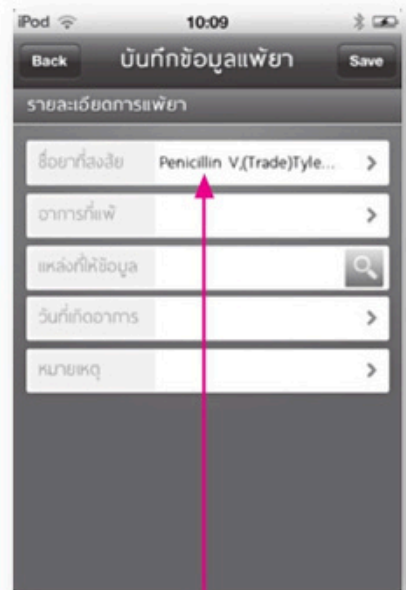 iPod 10:09
Back บันทึกข้อมูลแพ้ยา Save
รายละเอียดการแพ้ยา
ชื่อยาที่สงสัย Penicillin V,(Trade)Tyle...
อาการที่แพ้
แหล่งที่ให้ข้อมูล
วันที่เกิดอาการ
หมายเหตุ